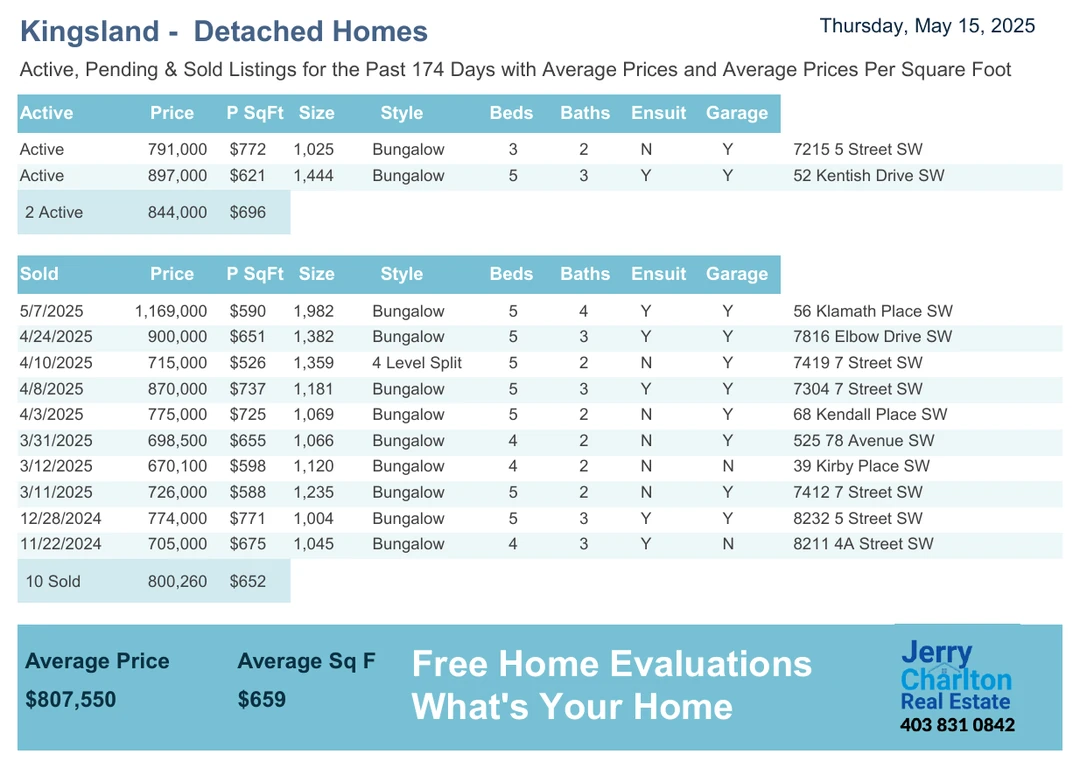 Kingsland -  Detached Homes
Thursday, May 15, 2025
Active, Pending & Sold Listings for the Past 174 Days with Average Prices and Average Prices Per Square Foot
Active Price P SqFt Size Style Beds Baths Ensuit Garage
Active 791,000 $772 1,025 Bungalow 3 2 N Y 7215 5 Street SW
Active 897,000 $621 1,444 Bungalow 5 3 Y Y 52 Kentish Drive SW
2 Active 844,000 $696
Sold Price P SqFt Size Style Beds Baths Ensuit Garage
5/7/2025 1,169,000 $590 1,982 Bungalow 5 4 Y Y 56 Klamath Place SW
4/24/2025 900,000 $651 1,382 Bungalow 5 3 Y Y 7816 Elbow Drive SW
4/10/2025 715,000 $526 1,359 4 Level Split 5 2 N Y 7419 7 Street SW
4/8/2025 870,000 $737 1,181 Bungalow 5 3 Y Y 7304 7 Street SW
4/3/2025 775,000 $725 1,069 Bungalow 5 2 N Y 68 Kendall Place SW
3/31/2025 698,500 $655 1,066 Bungalow 4 2 N Y 525 78 Avenue SW
3/12/2025 670,100 $598 1,120 Bungalow 4 2 N N 39 Kirby Place SW
3/11/2025 726,000 $588 1,235 Bungalow 5 2 N Y 7412 7 Street SW
12/28/2024 774,000 $771 1,004 Bungalow 5 3 Y Y 8232 5 Street SW
11/22/2024 705,000 $675 1,045 Bungalow 4 3 Y N 8211 4A Street SW
10 Sold 800,260 $652
Average Price Average Sq F
$807,550 $659
Free Home Evaluations
What's Your Home
Jerry
Charlton
Real Estate
403 831 0842